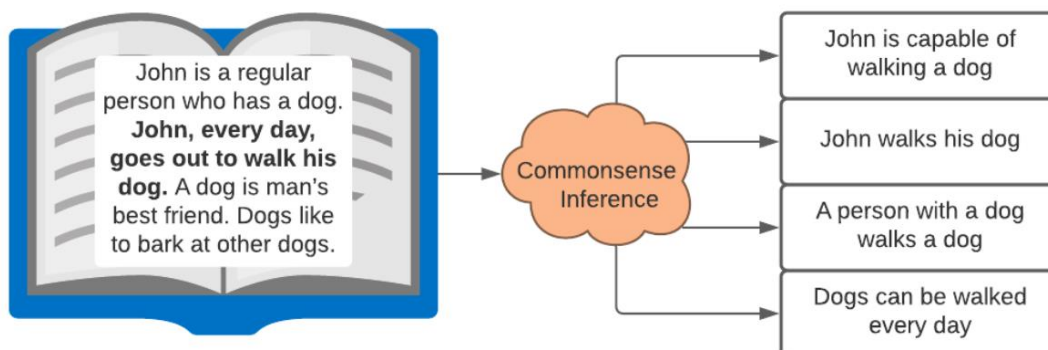 John is a regular
person who has a dog.
John, every day,
goes out to walk his
dog. A dog is man's
best friend. Dogs like
to bark at other dogs.
Commonsense
Inference
John is capable of
walking a dog
John walks his dog
A person with a dog
walks a dog
Dogs can be walked
every day